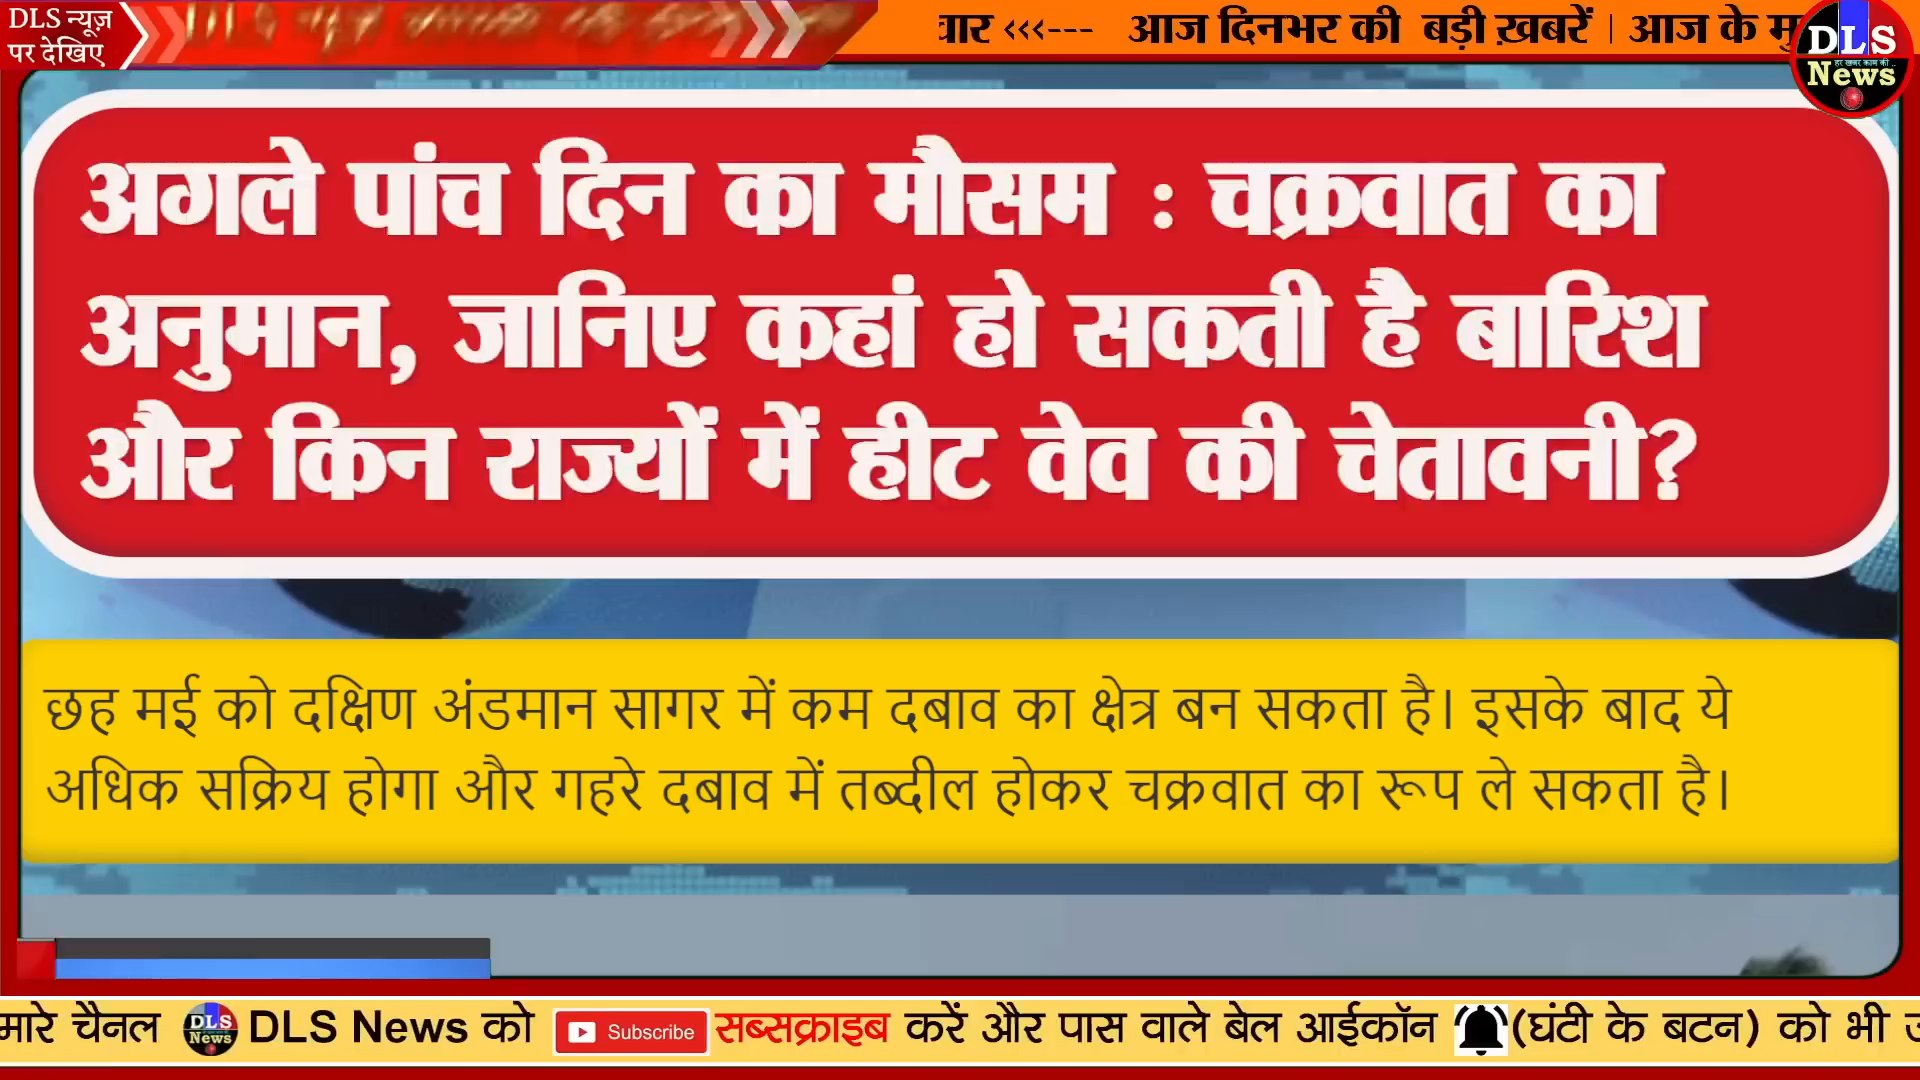 DLS न्यूज़
पर देखिए
आज दिनभर की बड़ी ख़बरें | आज के
DLS
News
अगले पांच दिन का मौसम : चक्रवात का
अनुमान, जानिए कहां हो सकती है बारिश
और किन राज्यों में हीट वेव की चेतावनी?
छह मई को दक्षिण अंडमान सागर में कम दबाव का क्षेत्र बन सकता है। इसके बाद ये
अधिक सक्रिय होगा और गहरे दबाव में तब्दील होकर चक्रवात का रूप ले सकता है।
मारे चैनल DLS News DLS News को Subscribe सब्सक्राइब करें और पास वाले बेल आईकॉन (घंटी के बटन) को भी